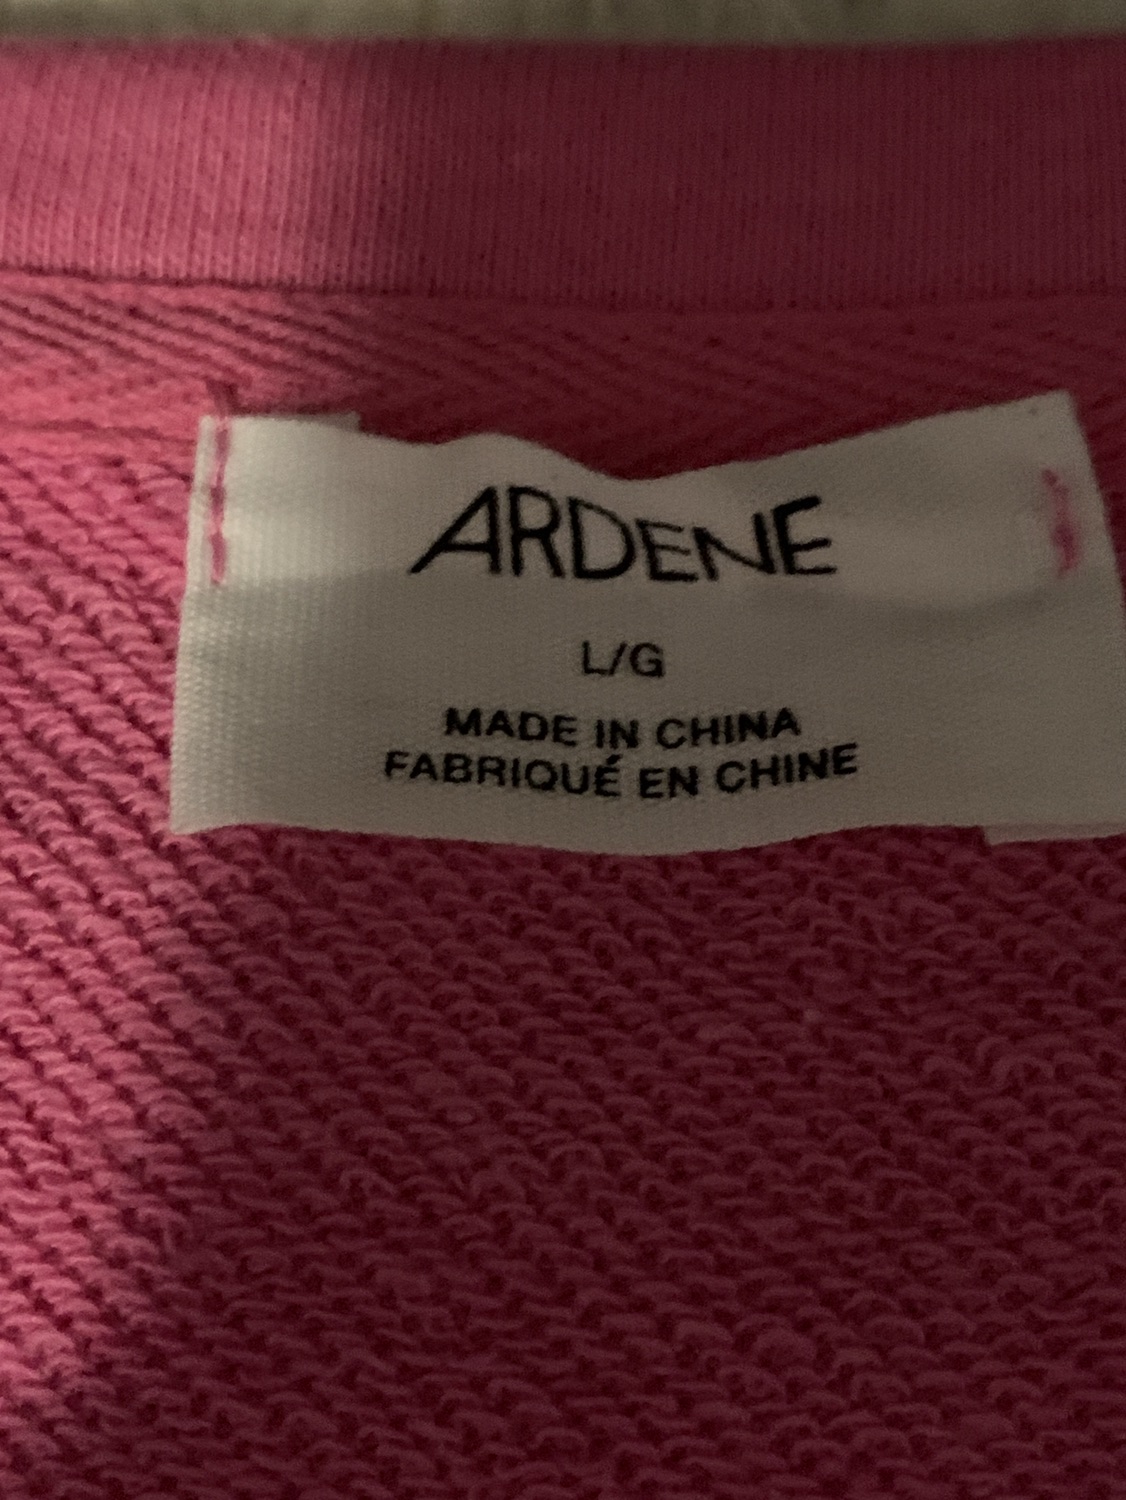 ARDENE
L/G
MADE IN CHINA
FABRIQUÉ EN CHINE